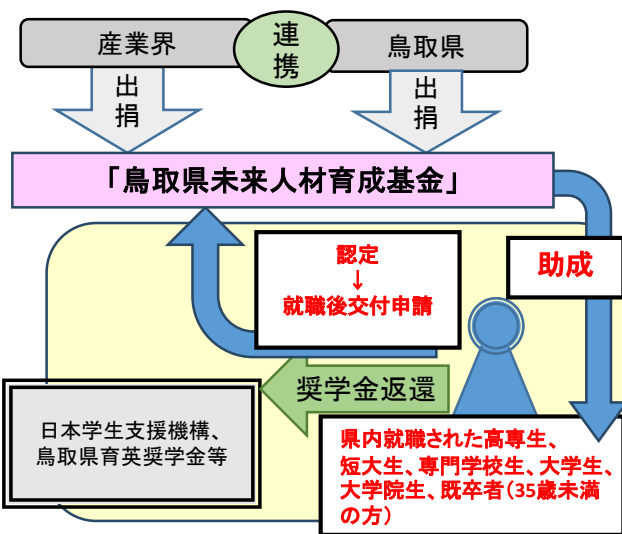 産業界
連
携
鳥取県
出
捐
出
捐
「鳥取県未来人材育成基金」
認定
↓
就職後交付申請
助成
奨学金返還
日本学生支援機構、
鳥取県育英奨学金等
県内就職された高専生、
短大生、専門学校生、大学生、
大学院生、既卒者（35歳未満
の方）